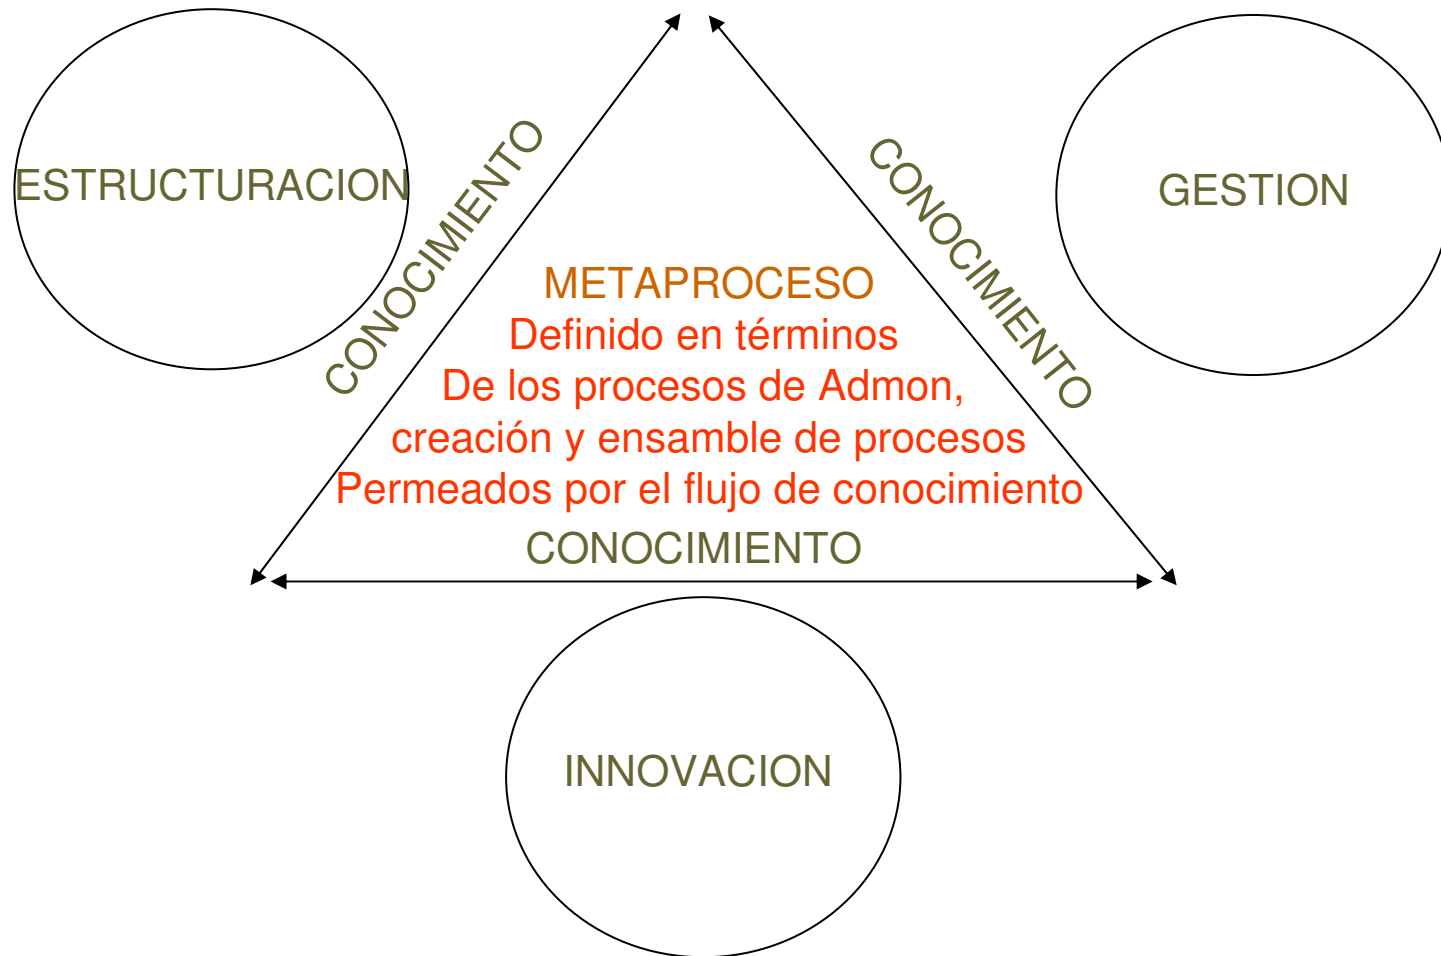 ESTRUCTURACION
CONOCIMIENTO
CONOCIMIENTO
GESTION
METAPROCESO
Definido en términos
De los procesos de Admon,
creación y ensamble de procesos
Permeados por el flujo de conocimiento
CONOCIMIENTO
INNOVACION